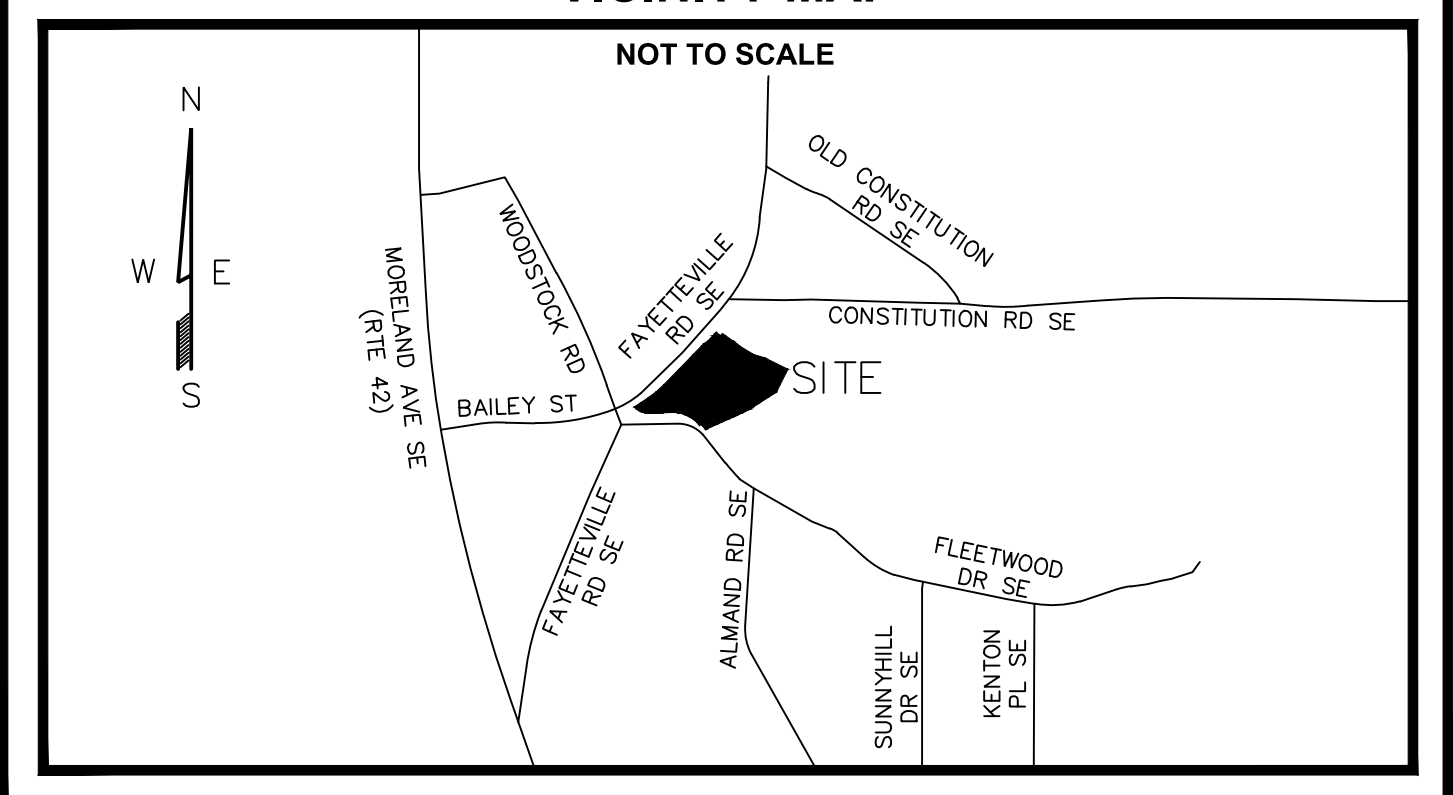 VICINITY MAP
NOT TO SCALE
N
W E
S
OLD CONSTITUTION
RD SE
WOODSTOCK RD
FAYETTEVILLE
RD SE
MORELAND AVE SE
(RTE 42)
CONSTITUTION RD SE
SITE
BAILEY ST
FAYETTEVILLE
RD SE
ALMAND RD SE
FLEETWOOD
DR SE
SUNNYHILL
DR SE
KENTON
PL SE